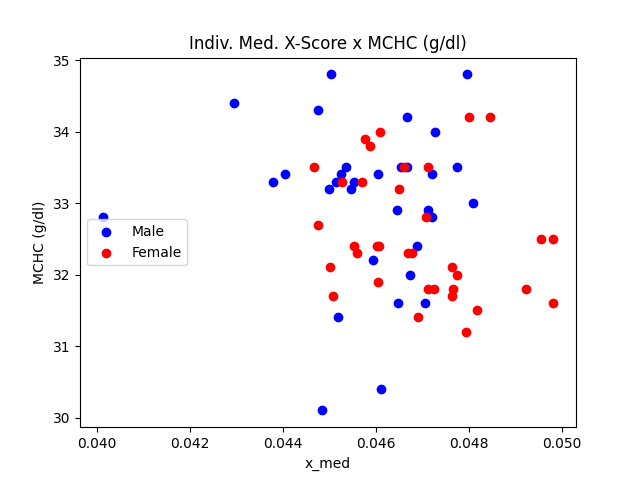 Indiv. Med. X-Score x MCHC (g/dl)
35
34
33
32
31
30
MCHC (g/dl)
Male
Female
0.040 0.042 0.044 0.046 0.048 0.050
x_med